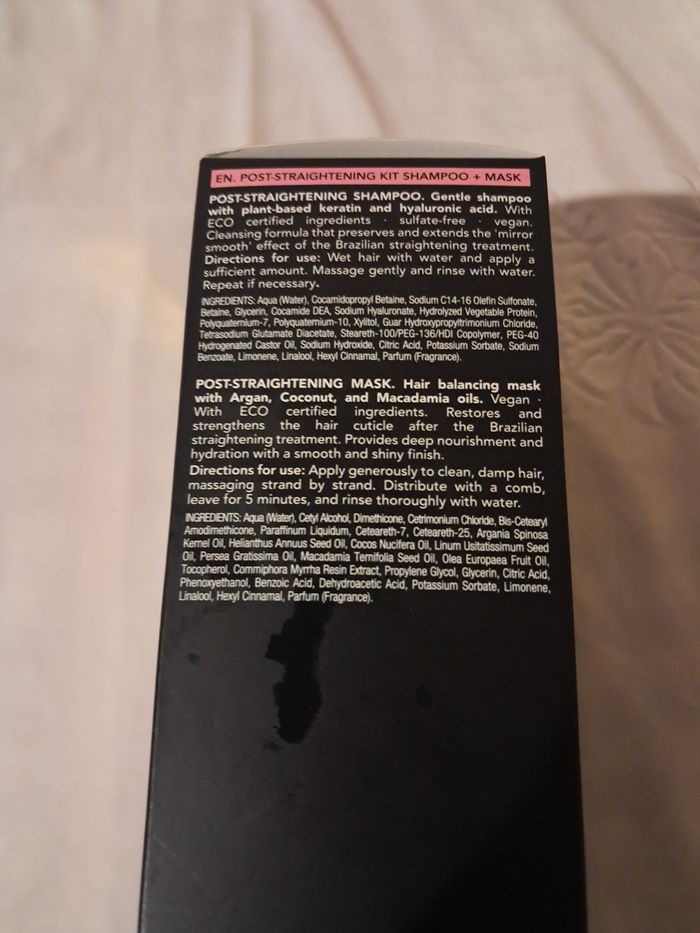 EN. POST-STRAIGHTENING KIT SHAMPOO + MASK
POST-STRAIGHTENING SHAMPOO. Gentle shampoo
with plant-based keratin and hyaluronic acid. With
ECO certified ingredients · sulfate-free · vegan.
Cleansing formula that preserves and extends the 'mirror
smooth' effect of the Brazilian straightening treatment.
Directions for use: Wet hair with water and apply a
sufficient amount. Massage gently and rinse with water.
Repeat if necessary.
INGREDIENTS: Aqua (Water), Cocamidopropyl Betaine, Sodium C14-16 Olefin Sulfonate,
Betaine, Glycerin, Cocamide DEA, Sodium Hyaluronate, Hydrolyzed Vegetable Protein,
Polyquaternium-7, Polyquaternium-10, Xylitol, Guar Hydroxypropyltrimonium Chloride,
Tetrasodium Glutamate Diacetate, Steareth-100/PEG-136/HDI Copolymer, PEG-40
Hydrogenated Castor Oil, Sodium Hydroxide, Citric Acid, Potassium Sorbate, Sodium
Benzoate, Limonene, Linalool, Hexyl Cinnamal, Parfum (Fragrance).
POST-STRAIGHTENING MASK. Hair balancing mask
with Argan, Coconut, and Macadamia oils. Vegan ·
With ECO certified ingredients. Restores and
strengthens the hair cuticle after the Brazilian
straightening treatment. Provides deep nourishment and
hydration with a smooth and shiny finish.
Directions for use: Apply generously to clean, damp hair,
massaging strand by strand. Distribute with a comb,
leave for 5 minutes, and rinse thoroughly with water.
INGREDIENTS: Aqua (Water), Cetyl Alcohol, Dimethicone, Cetrimonium Chloride, Bis-Cetearyl
Amodimethicone, Paraffinum Liquidum, Ceteareth-7, Ceteareth-25, Argania Spinosa
Kernel Oil, Helianthus Annuus Seed Oil, Cocos Nucifera Oil, Linum Usitatissimum Seed
Oil, Persea Gratissima Oil, Macadamia Ternifolia Seed Oil, Olea Europaea Fruit Oil,
Tocopherol, Commiphora Myrrha Resin Extract, Propylene Glycol, Glycerin, Citric Acid,
Phenoxyethanol, Benzoic Acid, Dehydroacetic Acid, Potassium Sorbate, Limonene,
Linalool, Hexyl Cinnamal, Parfum (Fragrance).